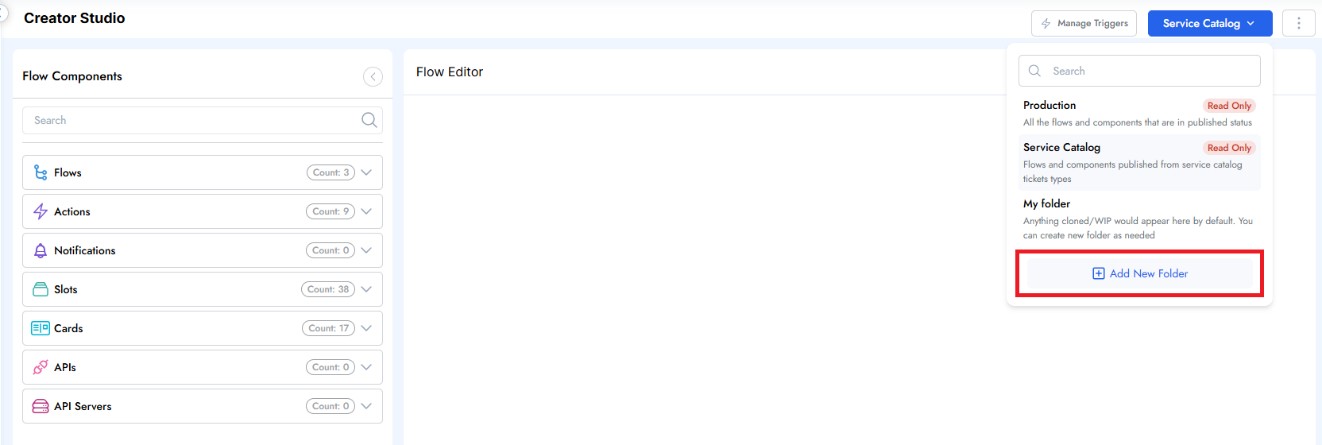 Creator Studio
Manage Triggers
Service Catalog
Flow Components
Search
Flows
Count: 3
Actions
Count: 9
Notifications
Count: 0
Slots
Count: 38
Cards
Count: 17
APIs
Count: 0
API Servers
Count: 0
Flow Editor
Search
Production
Read Only
All the flows and components that are in published status
Service Catalog
Read Only
Flows and components published from service catalog
tickets types
My folder
Anything cloned/WIP would appear here by default. You
can create new folder as needed
Add New Folder